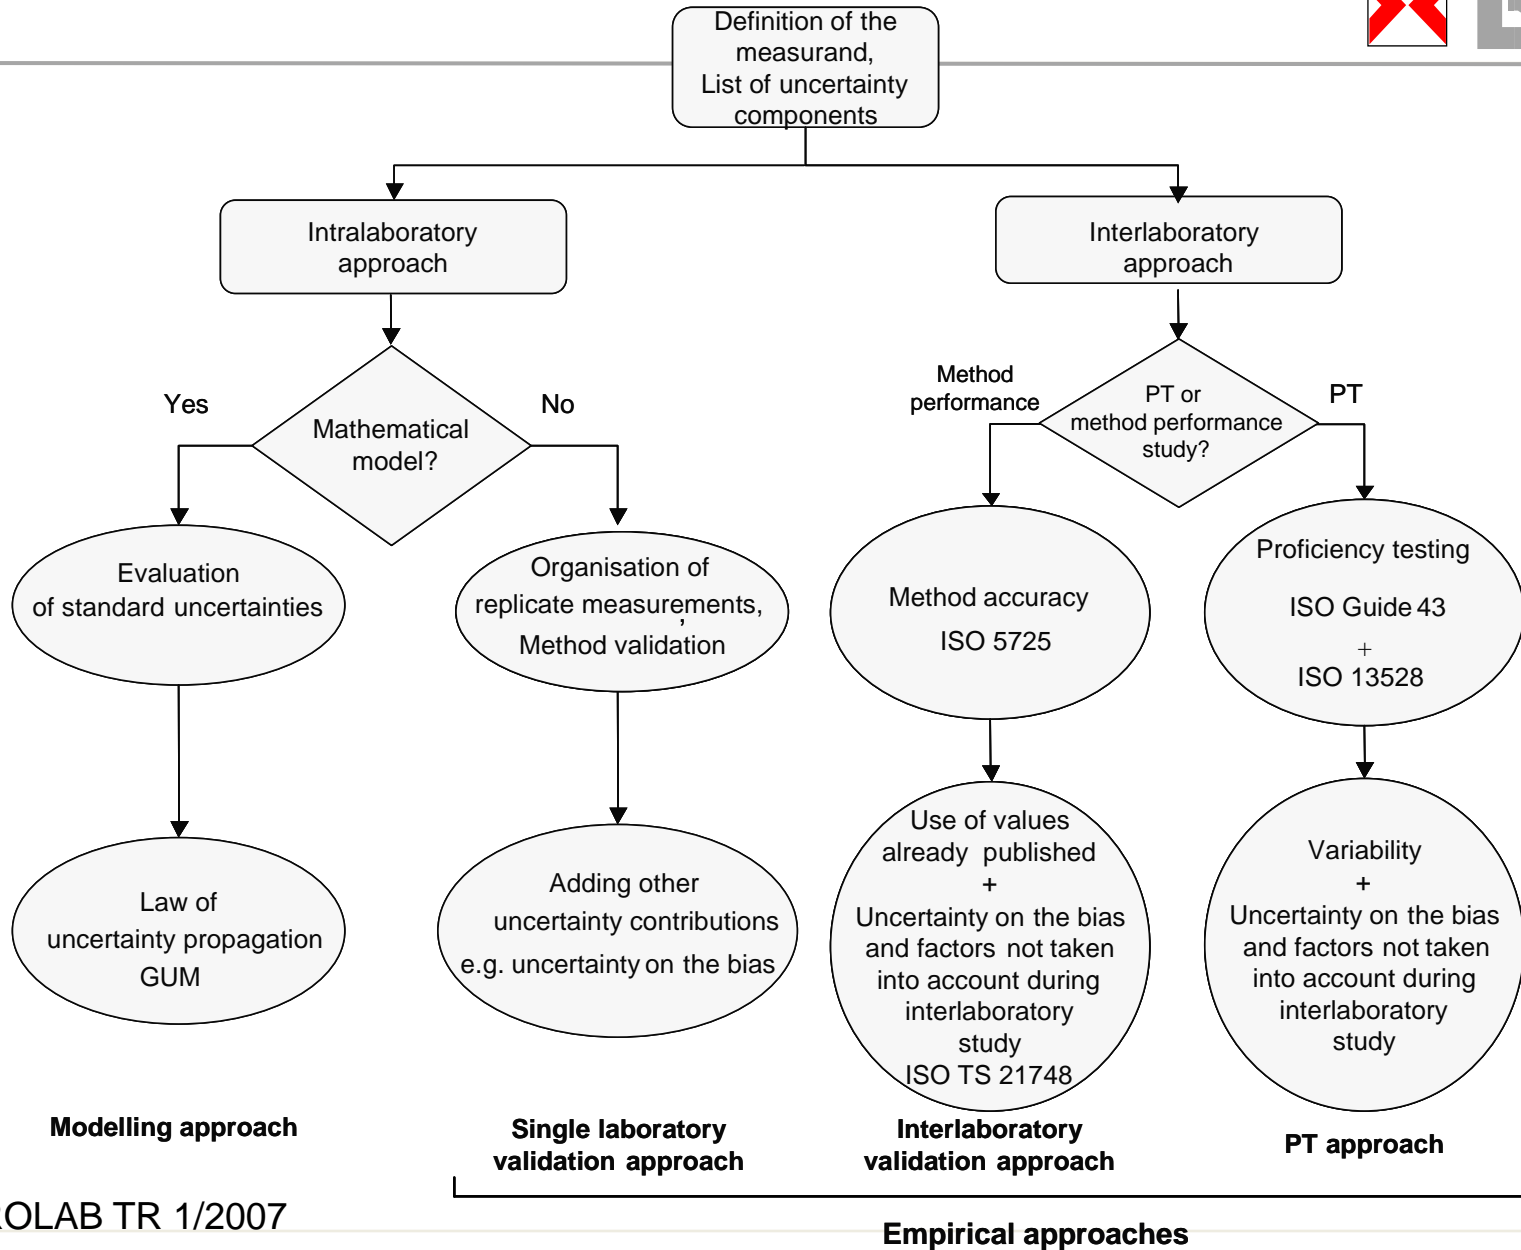 Definition of the
measurand,
List of uncertainty
components
Intralaboratory
approach
Interlaboratory
approach
Yes
No
Mathematical
model?
Method
performance
PT or
method performance
study?
PT
Evaluation
of standard uncertainties
Organisation of
replicate measurements,
,
Method validation
Method accuracy
ISO 5725
Proficiency testing
ISO Guide 43
+
ISO 13528
Law of
uncertainty propagation
GUM
Adding other
uncertainty contributions
e.g. uncertainty on the bias
Use of values
already published
+
Uncertainty on the bias
and factors not taken
into account during
interlaboratory
study
ISO TS 21748
Variability
+
Uncertainty on the bias
and factors not taken
into account during
interlaboratory
study
Modelling approach
Single laboratory
validation approach
Interlaboratory
validation approach
PT approach
ROLAB TR 1/2007
Empirical approaches